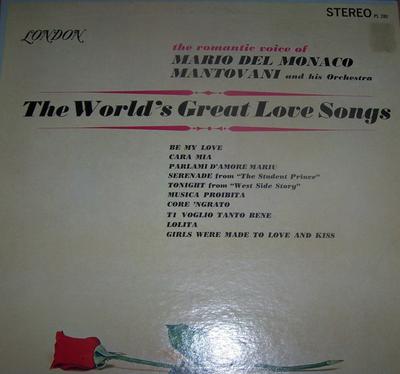 LONDON
STEREO
the romantic voice of
MARIO DEL MONACO
MANTOVANI and his Orchestra
The World's Great Love Songs
BE MY LOVE
CARA MIA
PARLAMI D'AMORE MARIU
SERENADE from "The Student Prince"
TONIGHT from "West Side Story"
MUSICA PROIBITA
CORE 'NGRATO
TI VOGLIO TANTO BENE
LOLITA
GIRLS WERE MADE TO LOVE AND KISS